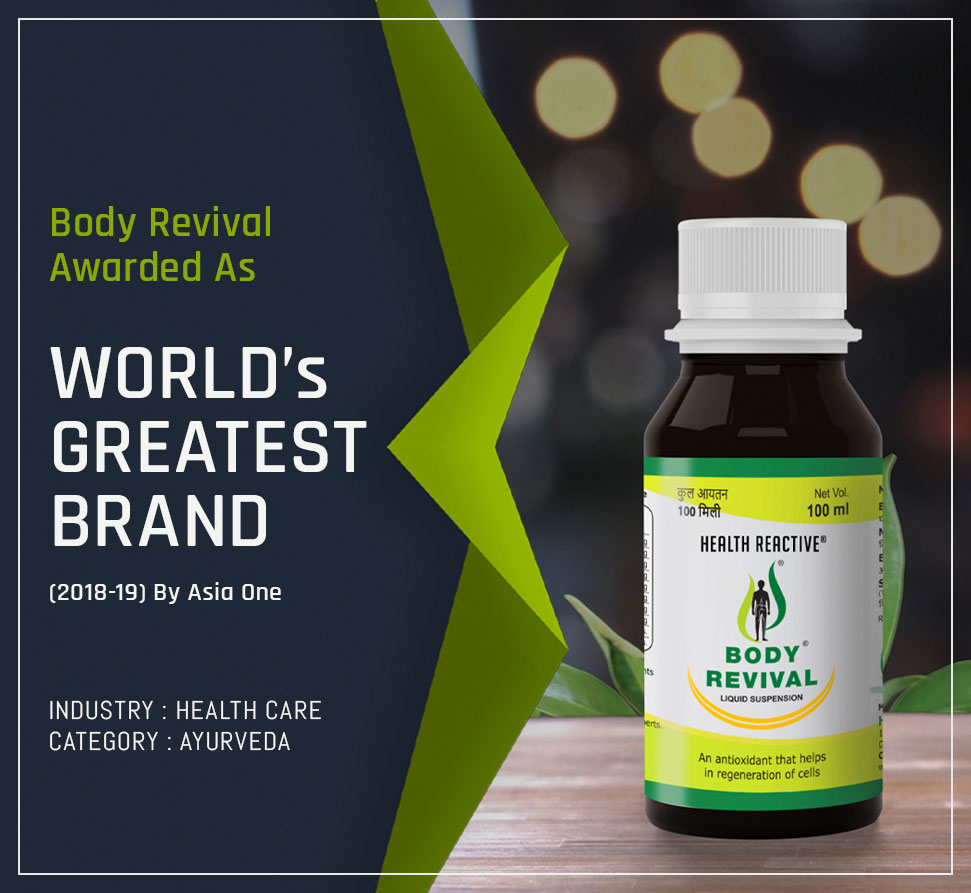 Body Revival
Awarded As
WORLD's
GREATEST
BRAND
(2018-19) By Asia One
INDUSTRY : HEALTH CARE
CATEGORY : AYURVEDA
कुल आयतन
100 मिली
Net Vol.
100 ml
HEALTH REACTIVE®
®
BODY®
REVIVAL
LIQUID SUSPENSION
An antioxidant that helps
in regeneration of cells